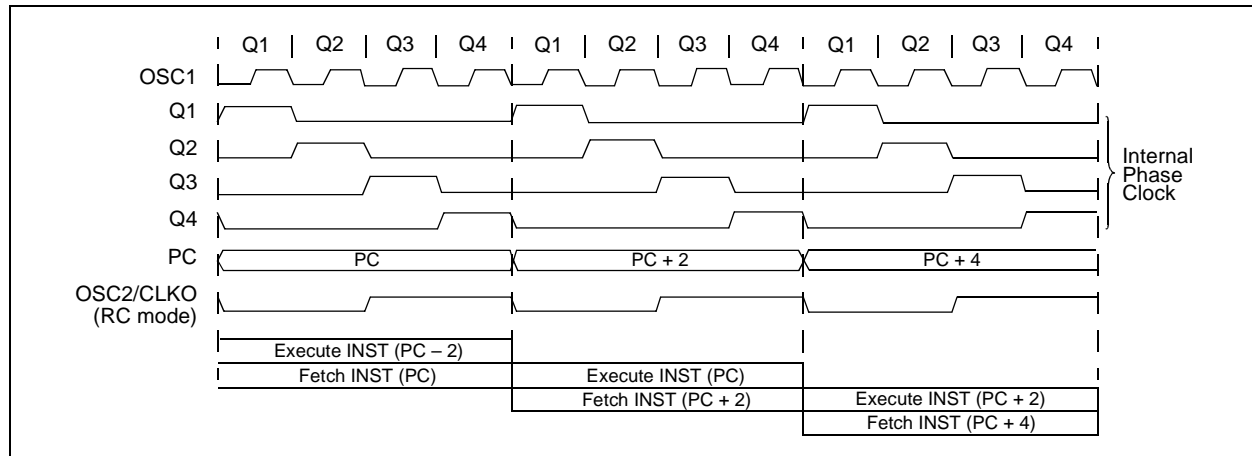 Q1 Q2 Q3 Q4 Q1 Q2 Q3 Q4 Q1 Q2 Q3 Q4
OSC1
Q1
Q2
Q3
Q4
Internal
Phase
Clock
PC PC PC + 2 PC + 4
OSC2/CLKO
(RC mode)
Execute INST (PC – 2)
Fetch INST (PC) Execute INST (PC)
Fetch INST (PC + 2) Execute INST (PC + 2)
Fetch INST (PC + 4)